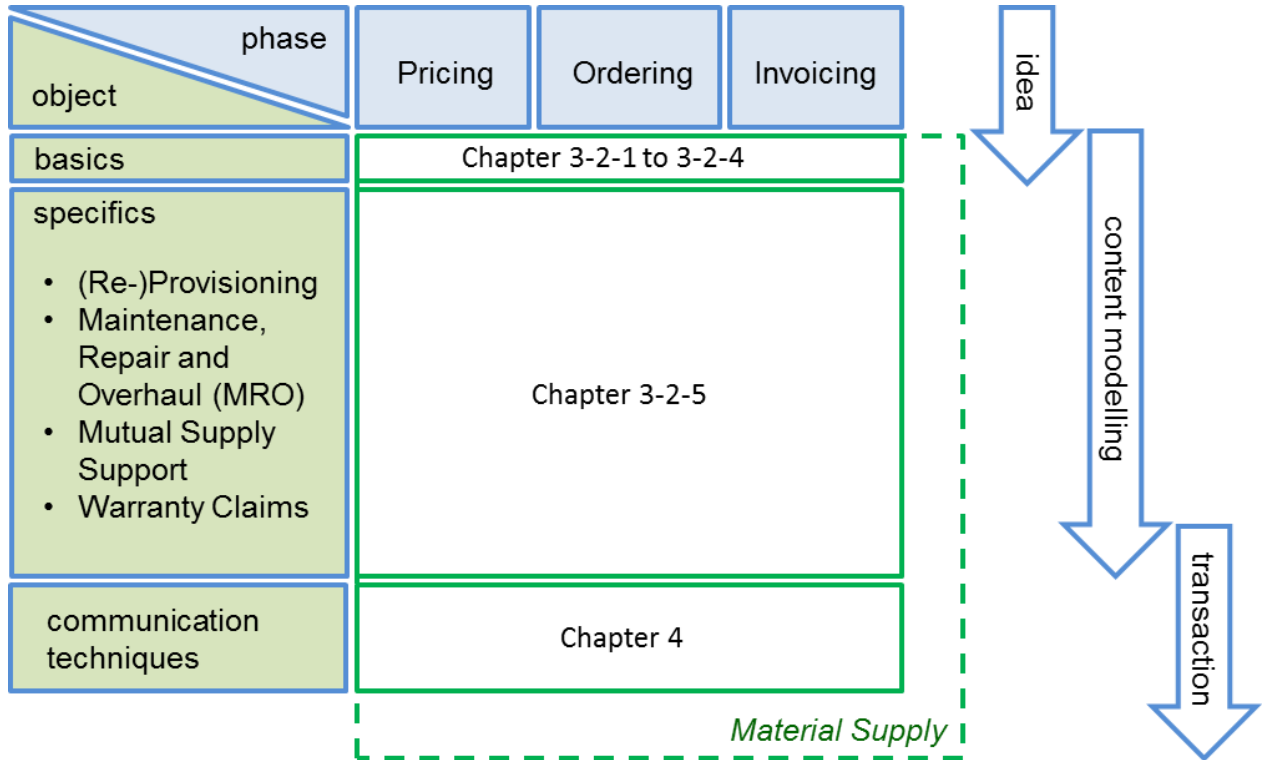 phase
object
Pricing
Ordering
Invoicing
idea
basics
Chapter 3-2-1 to 3-2-4
specifics
• (Re-)Provisioning
• Maintenance,
Repair and
Overhaul (MRO)
• Mutual Supply
Support
• Warranty Claims
Chapter 3-2-5
content modelling
communication
techniques
Chapter 4
transaction
Material Supply